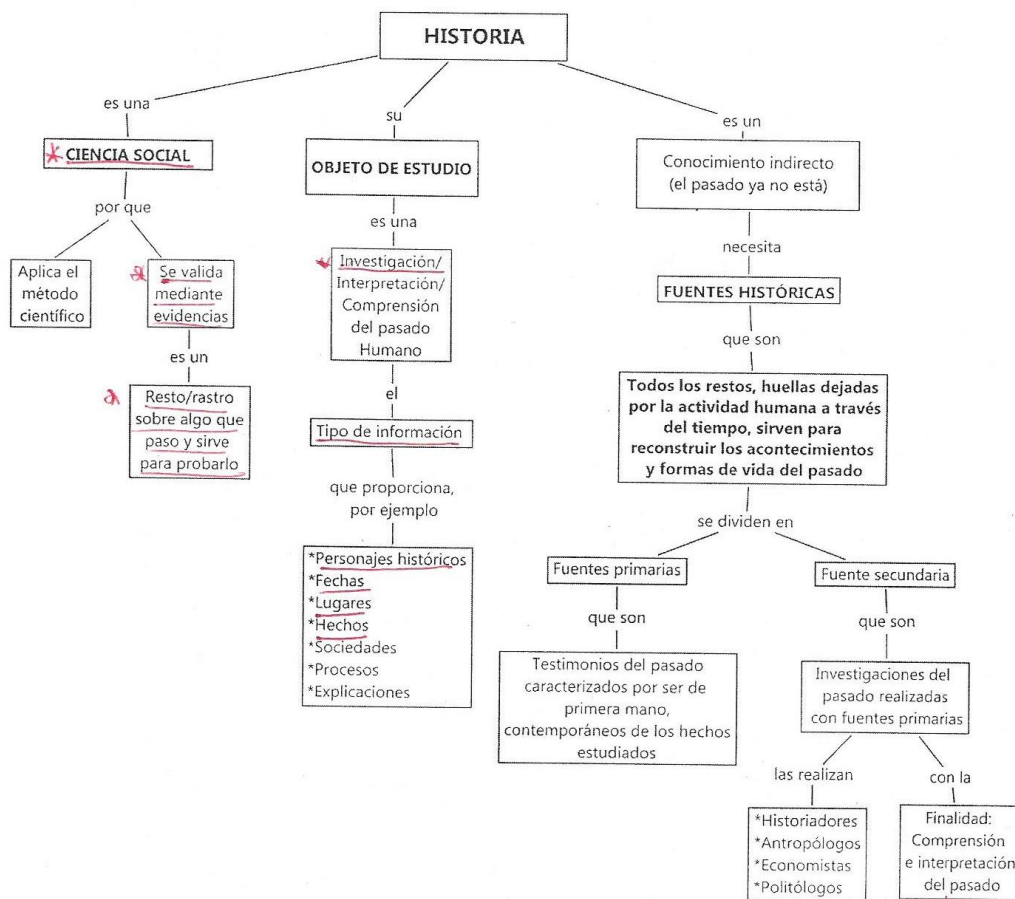 HISTORIA
es una
CIENCIA SOCIAL
por que
Aplica el
método
científico
Se valida
mediante
evidencias
es un
Resto/rastro
sobre algo que
paso y sirve
para probarlo
su
OBJETO DE ESTUDIO
es una
Investigación/
Interpretación/
Comprensión
del pasado
Humano
el
Tipo de información
que proporciona,
por ejemplo
*Personajes históricos
*Fechas
*Lugares
*Hechos
*Sociedades
*Procesos
*Explicaciones
es un
Conocimiento indirecto
(el pasado ya no está)
necesita
FUENTES HISTÓRICAS
que son
Todos los restos, huellas dejadas
por la actividad humana a través
del tiempo, sirven para
reconstruir los acontecimientos
y formas de vida del pasado
se dividen en
Fuentes primarias
que son
Testimonios del pasado
caracterizados por ser de
primera mano,
contemporáneos de los hechos
estudiados
Fuente secundaria
que son
Investigaciones del
pasado realizadas
con fuentes primarias
las realizan
*Historiadores
*Antropólogos
*Economistas
*Politólogos
con la
Finalidad:
Comprensión
e interpretación
del pasado